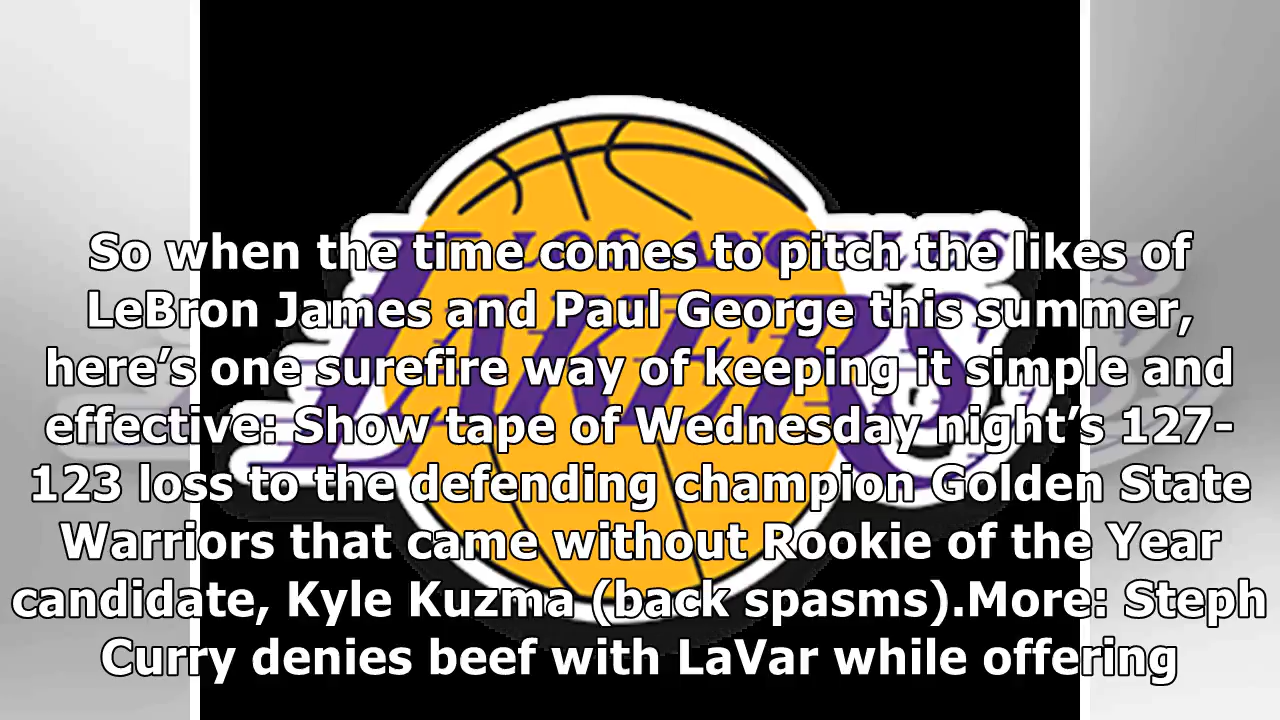 LOS ANGELES
LAKERS
So when the time comes to pitch the likes of
LeBron James and Paul George this summer,
here’s one surefire way of keeping it simple and
effective: Show tape of Wednesday night’s 127-
123 loss to the defending champion Golden State
Warriors that came without Rookie of the Year
candidate, Kyle Kuzma (back spasms).More: Steph
Curry denies beef with LaVar while offering